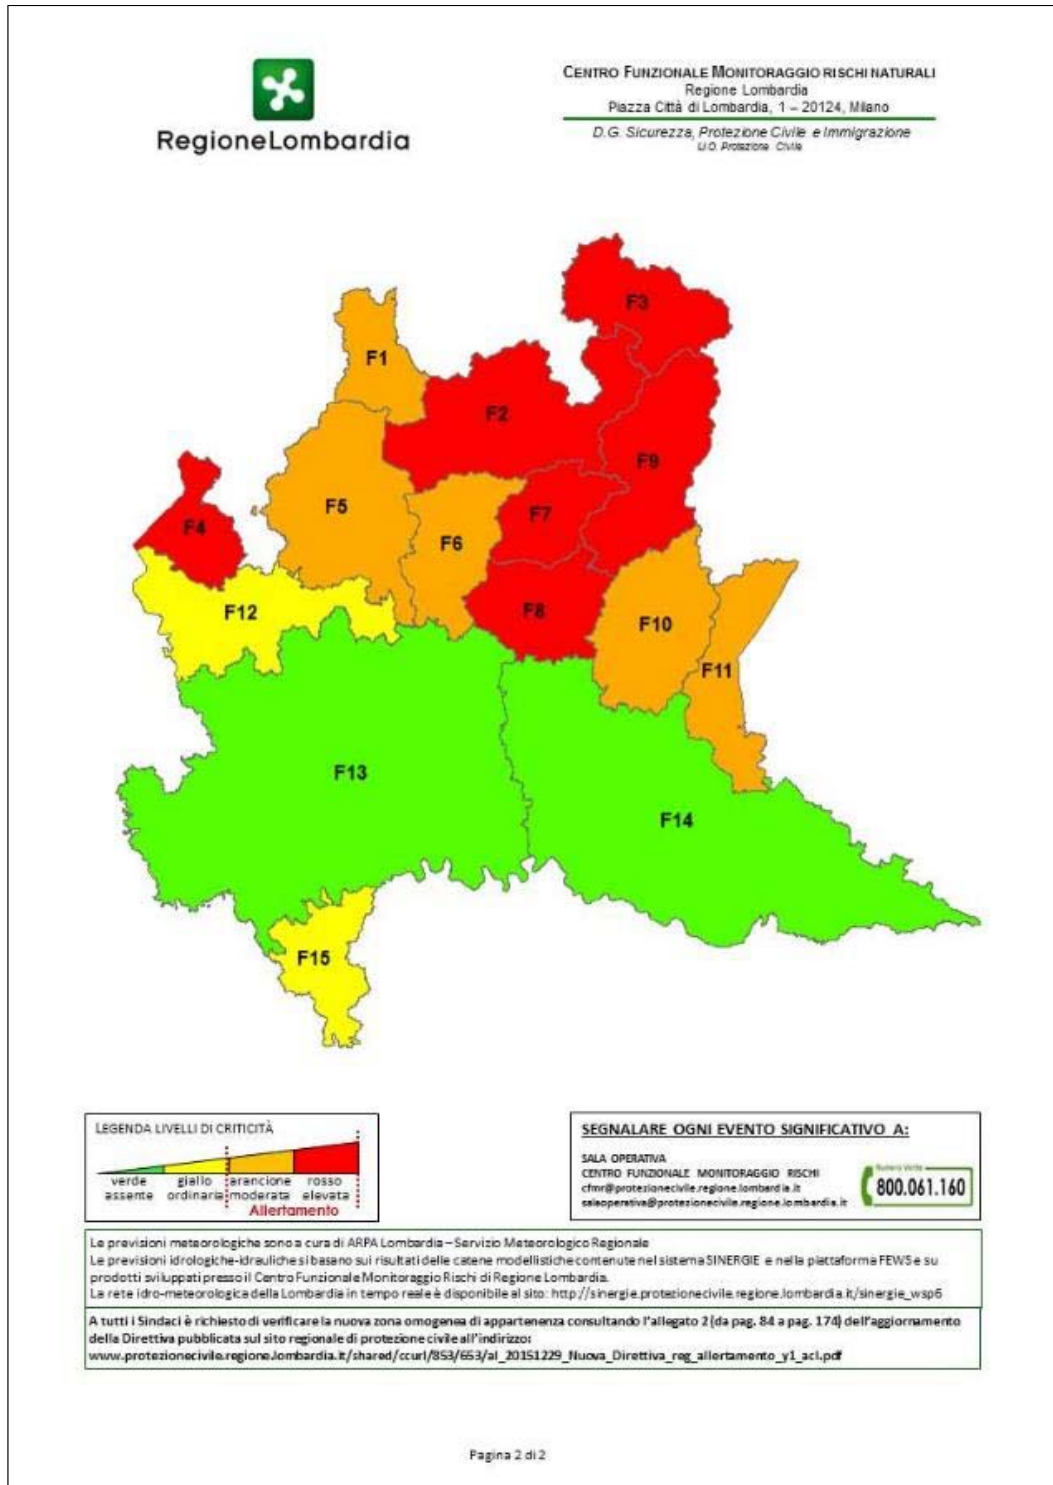 RegioneLombardia
CENTRO FUNZIONALE MONITORAGGIO RISCHI NATURALI
Regione Lombardia
Piazza Città di Lombardia, 1 – 20124, Milano
D.G. Sicurezza, Protezione Civile e Immigrazione
U.O. Protezione Civile
F3
F1
F2
F9
F5
F4
F7
F6
F8
F12
F10
F11
F13
F14
F15
LEGENDA LIVELLI DI CRITICITÀ
verde giallo arancione rosso
assente ordinaria moderata elevata
Allertamento
SEGNALARE OGNI EVENTO SIGNIFICATIVO A:
SALA OPERATIVA
CENTRO FUNZIONALE MONITORAGGIO RISCHI
cfmr@protezionecivile.regione.lombardia.it
salaoperativa@protezionecivile.regione.lombardia.it
Numero Verde
800.061.160
Le previsioni meteorologiche sono a cura di ARPA Lombardia – Servizio Meteorologico Regionale
Le previsioni idrologiche-idrauliche si basano sui risultati delle catene modellistiche contenute nel sistema SINERGIE e nella piattaforma FEWS e su
prodotti sviluppati presso il Centro Funzionale Monitoraggio Rischi di Regione Lombardia.
La rete idro-meteorologica della Lombardia in tempo reale è disponibile al sito: http://sinergie.protezionecivile.regione.lombardia.it/sinergie_wsp6
A tutti i Sindaci è richiesto di verificare la nuova zona omogenea di appartenenza consultando l'allegato 2 (da pag. 84 a pag. 174) dell'aggiornamento
della Direttiva pubblicata sul sito regionale di protezione civile all'indirizzo:
www.protezionecivile.regione.lombardia.it/shared/ccurl/853/653/al_20151229_Nuova_Direttiva_reg_allertamento_y1_acl.pdf
Pagina 2 di 2